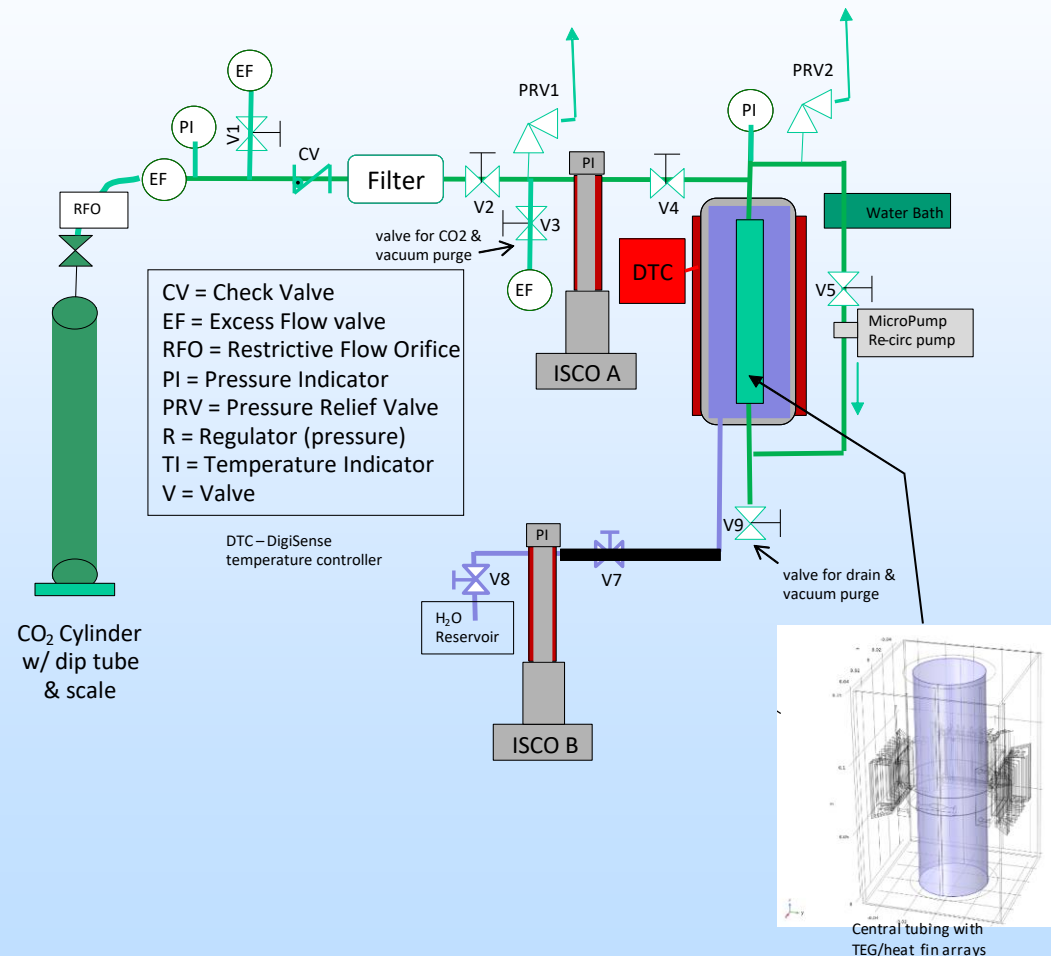 EF
PRV1
PRV2
PI
PI
V1
CV
EF
Filter
RFO
PI
V2
V4
V3
valve for CO2 &
vacuum purge
EF
Water Bath
DTC
V5
MicroPump
Re-circ pump
ISCO A
CV = Check Valve
EF = Excess Flow valve
RFO = Restrictive Flow Orifice
PI = Pressure Indicator
PRV = Pressure Relief Valve
R = Regulator (pressure)
TI = Temperature Indicator
V = Valve
DTC – DigiSense
temperature controller
PI
V9
V8
V7
valve for drain &
vacuum purge
H₂O
Reservoir
CO₂ Cylinder
w/ dip tube
& scale
ISCO B
Central tubing with
TEG/heat fin arrays